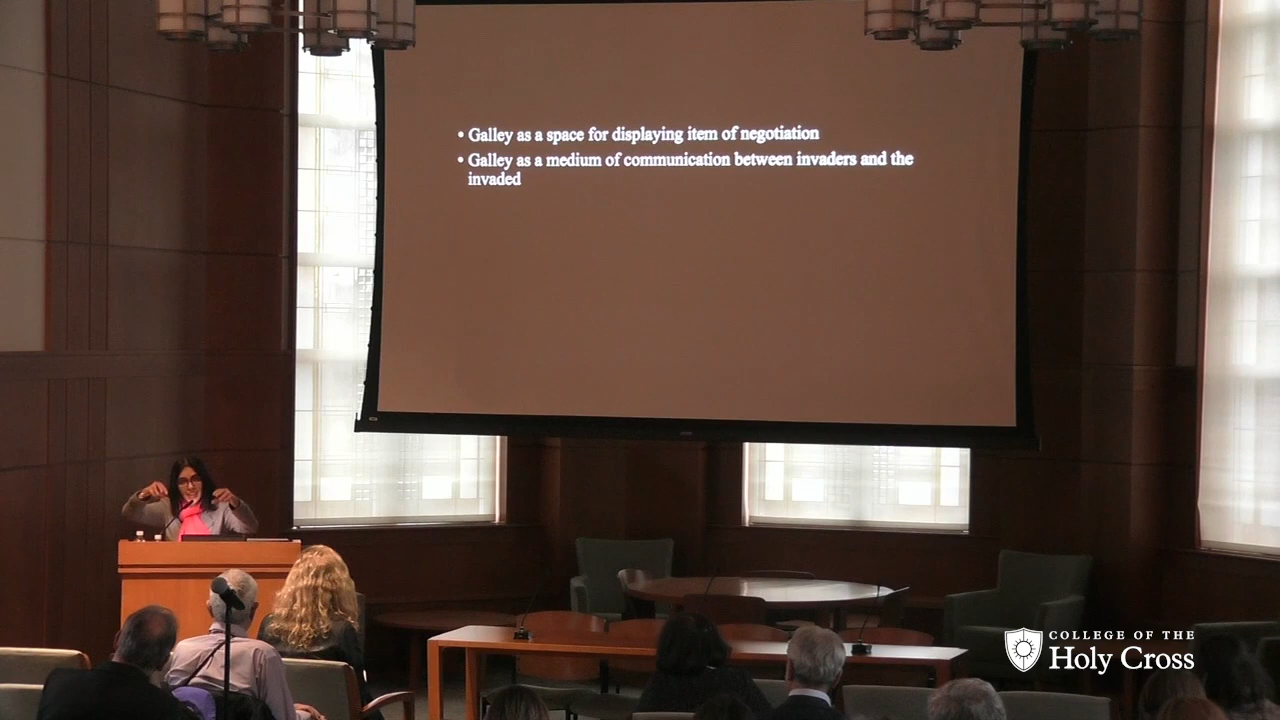 • Galley as a space for displaying item of negotiation
• Galley as a medium of communication between invaders and the
invaded
COLLEGE OF THE
Holy Cross